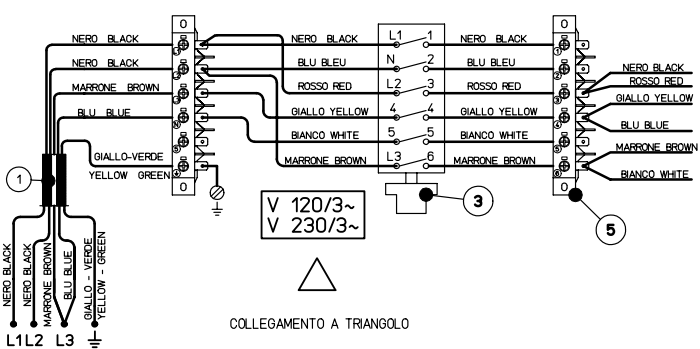 NERO BLACK
NERO BLACK
MARRONE BROWN
BLU BLUE
GIALLO-VERDE
YELLOW GREEN
1
NERO BLACK
NERO BLACK
MARRONE BROWN
BLU BLUE
GIALLO - VERDE
YELLOW - GREEN
L1 L2 L3
NERO BLACK
BLU BLEU
ROSSO RED
GIALLO YELLOW
BIANCO WHITE
MARRONE BROWN
L1 1
N 2
L2 3
4 4
5 5
L3 6
NERO BLACK
BLU BLEU
ROSSO RED
GIALLO YELLOW
BIANCO WHITE
MARRONE BROWN
NERO BLACK
ROSSO RED
GIALLO YELLOW
BLU BLUE
MARRONE BROWN
BIANCO WHITE
V 120/3~
V 230/3~
3
5
COLLEGAMENTO A TRIANGOLO